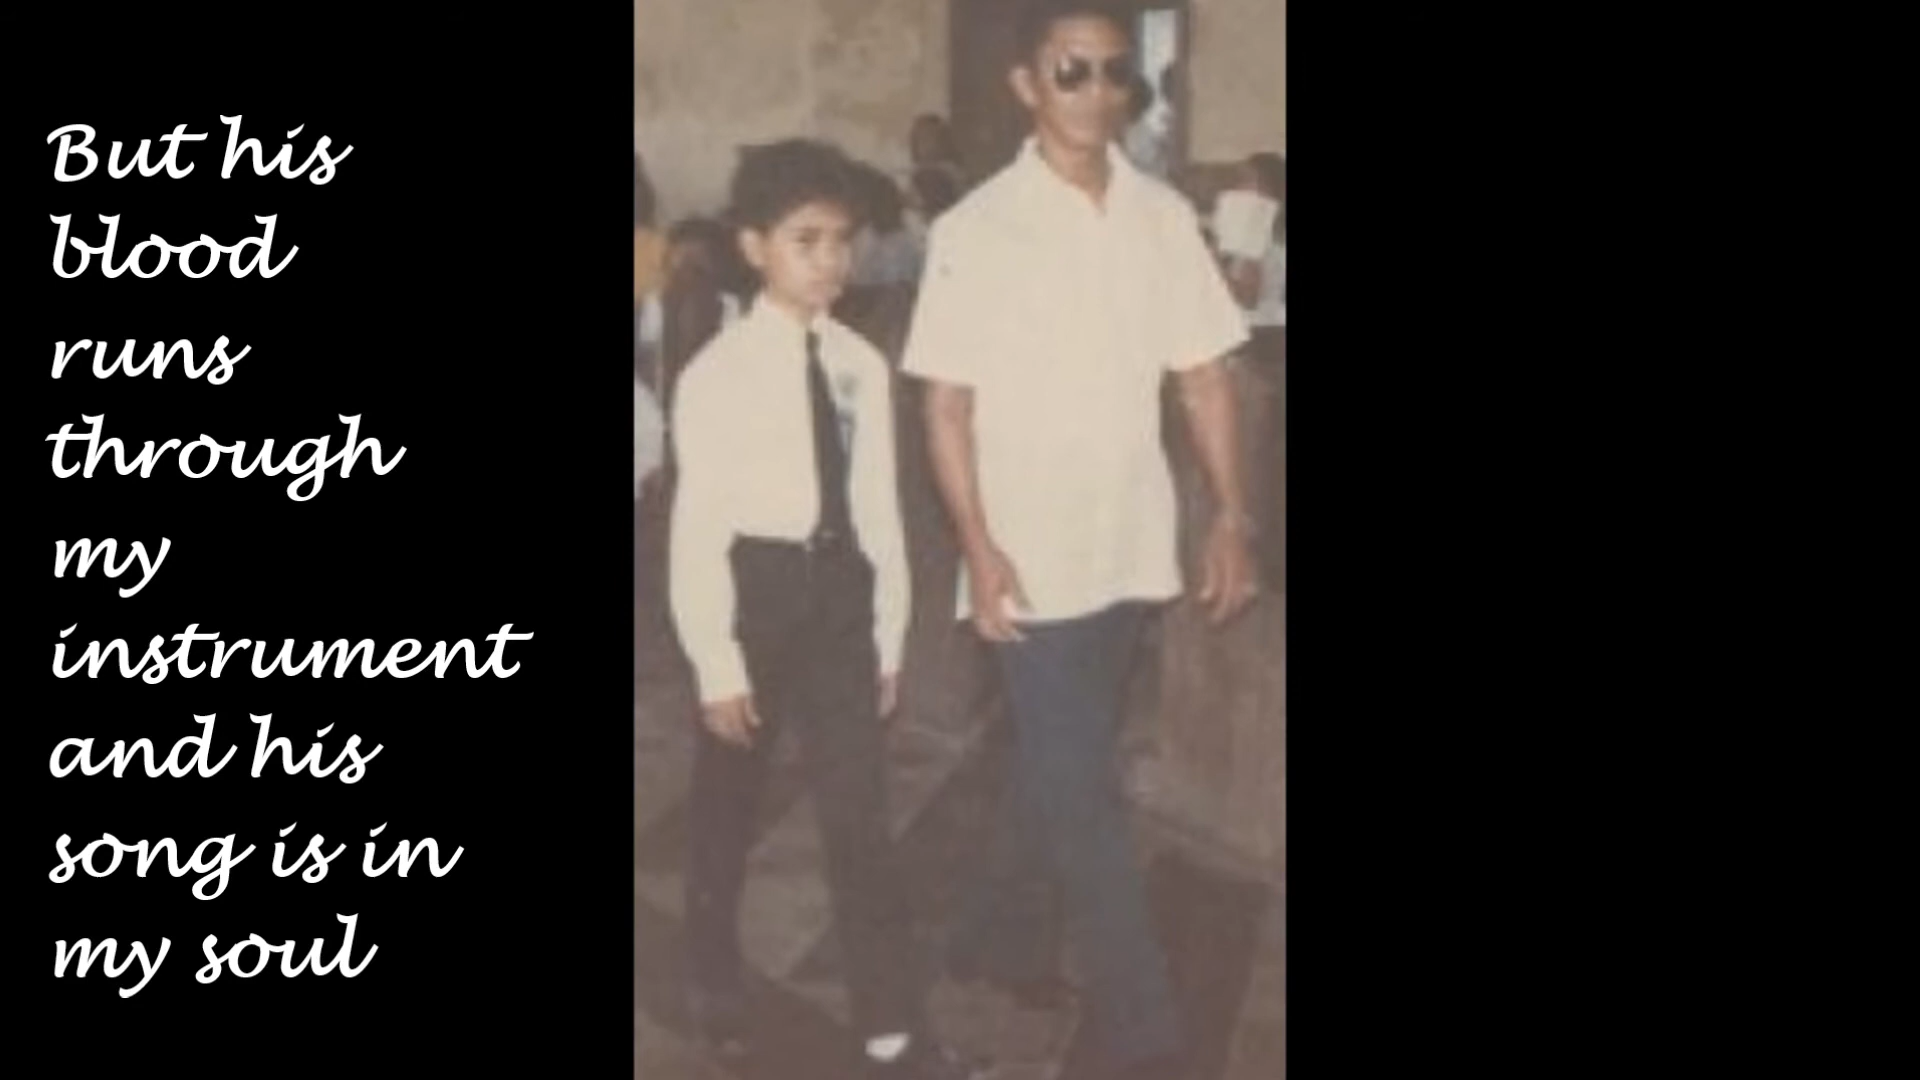 But his
blood
runs
through
my
instrument
and his
song is in
my soul